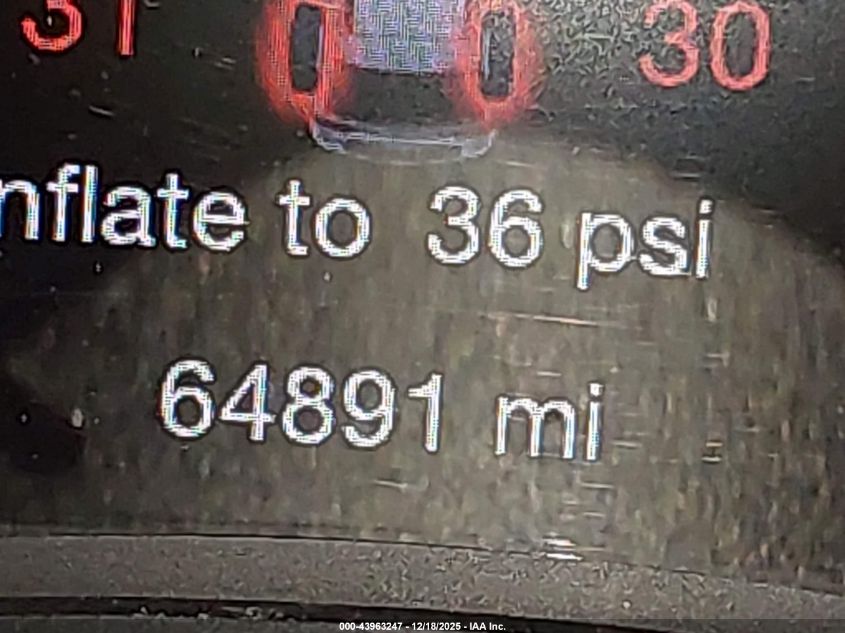 31 30
nflate to 36 psi
64891 mi
000-43963247 - 12/18/2025 - IAA Inc.